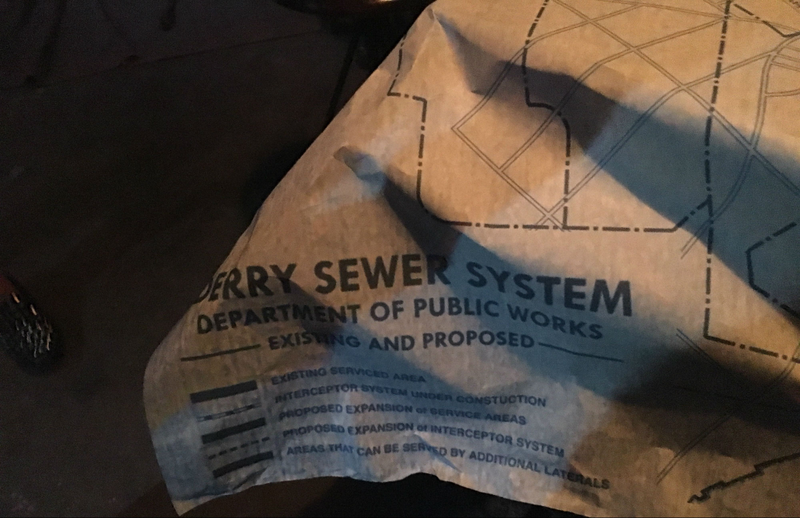 DERRY SEWER SYSTEM
DEPARTMENT OF PUBLIC WORKS
EXISTING AND PROPOSED
EXISTING SERVICED AREA
INTERCEPTOR SYSTEM UNDER CONSTUCTION
PROPOSED EXPANSION of SERVICE AREAS
PROPOSED EXPANSION of INTERCEPTOR SYSTEM
AREAS THAT CAN BE SERVED BY ADDITIONAL LATERALS